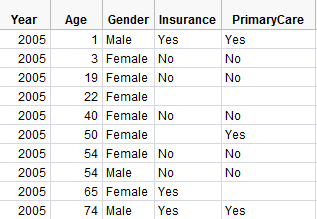 Year Age Gender Insurance PrimaryCare
2005 1 Male Yes Yes
2005 3 Female No No
2005 19 Female No No
2005 22 Female
2005 40 Female No No
2005 50 Female Yes
2005 54 Female No No
2005 54 Male No No
2005 65 Female Yes
2005 74 Male Yes Yes